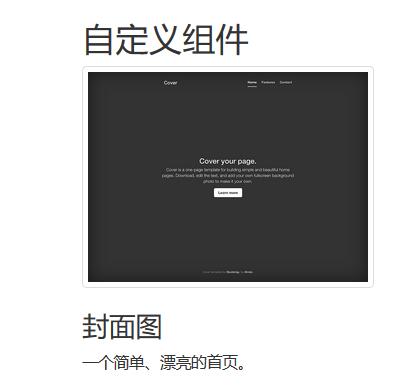 自定义组件
Cover
Home Features Contact
Cover your page.
Cover is a one-page template for building simple and beautiful home
pages. Download, edit the text, and add your own fullscreen background
photo to make it your own.
Learn more
Cover template for Bootstrap, by @mdo.
封面图
一个简单、漂亮的首页。